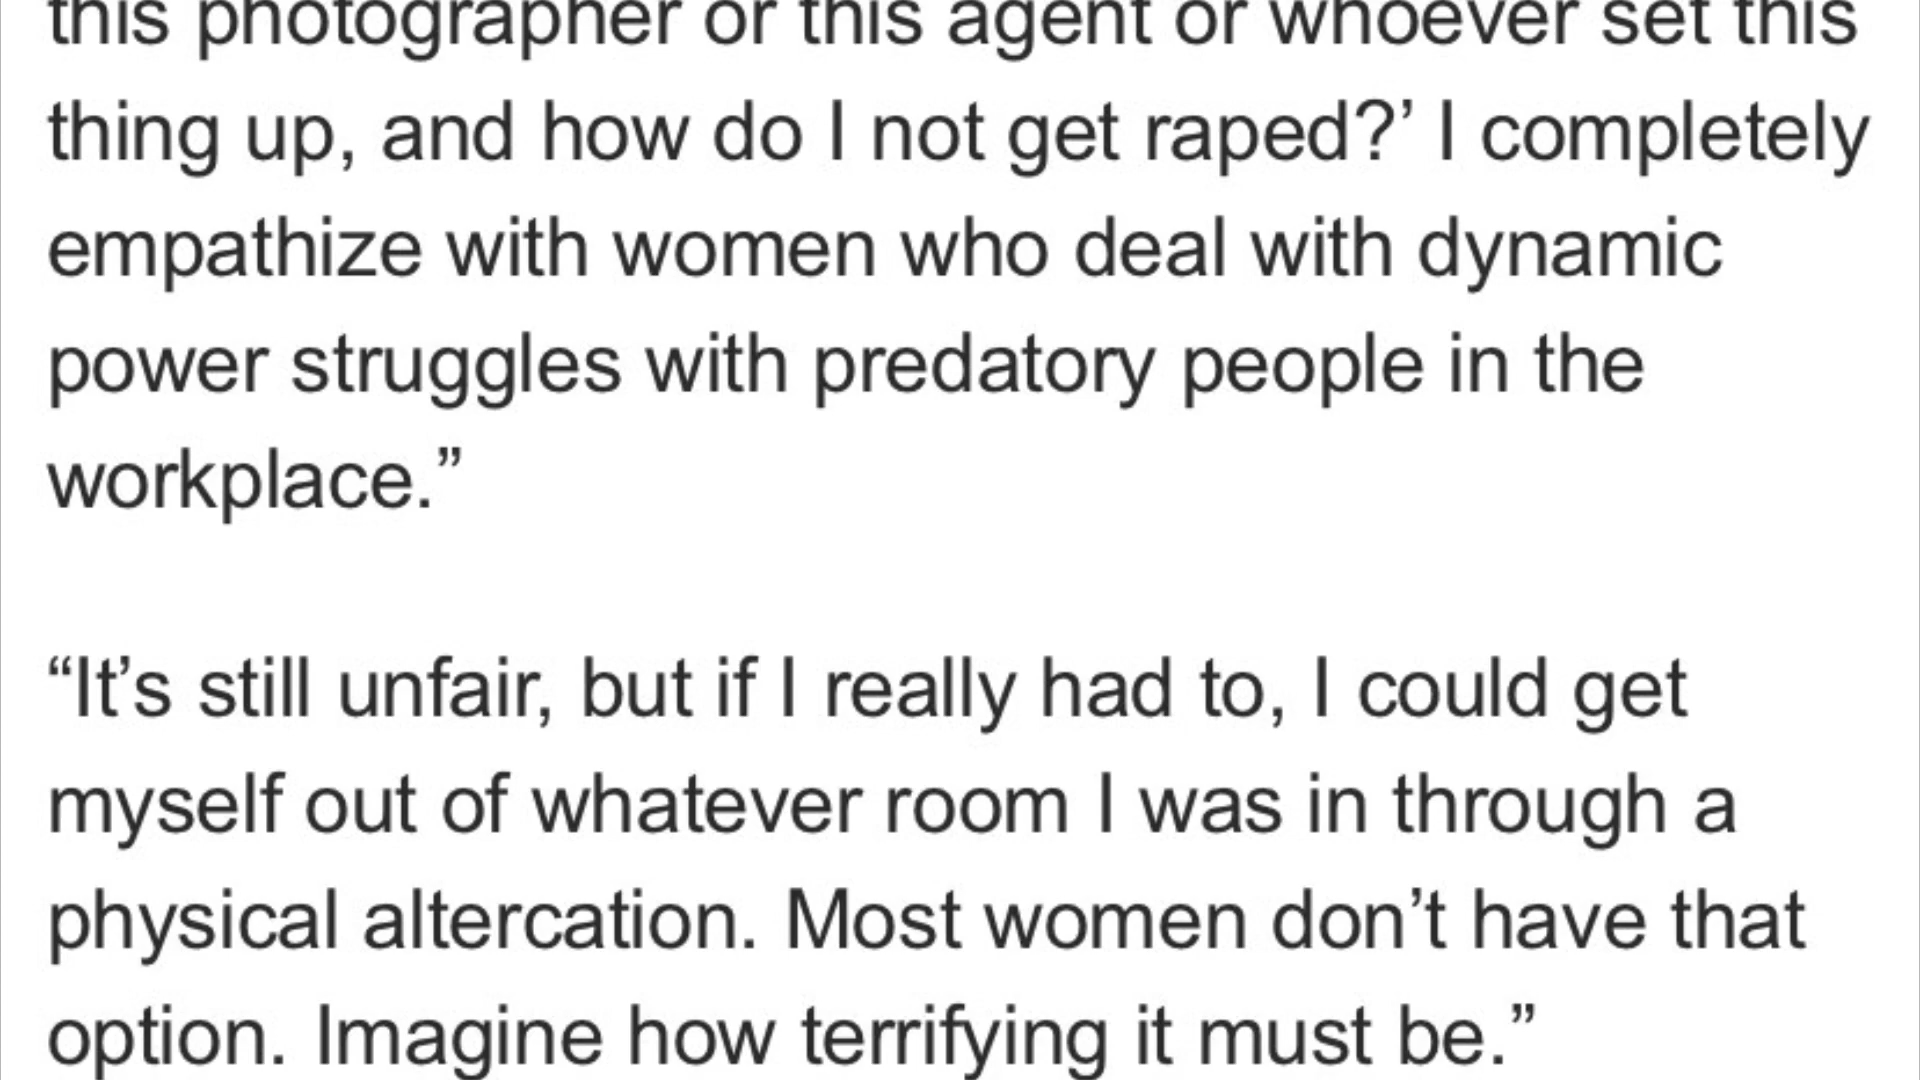 this photographer or this agent or whoever set this
thing up, and how do I not get raped?’ I completely
empathize with women who deal with dynamic
power struggles with predatory people in the
workplace.”
“It’s still unfair, but if I really had to, I could get
myself out of whatever room I was in through a
physical altercation. Most women don’t have that
option. Imagine how terrifying it must be.”